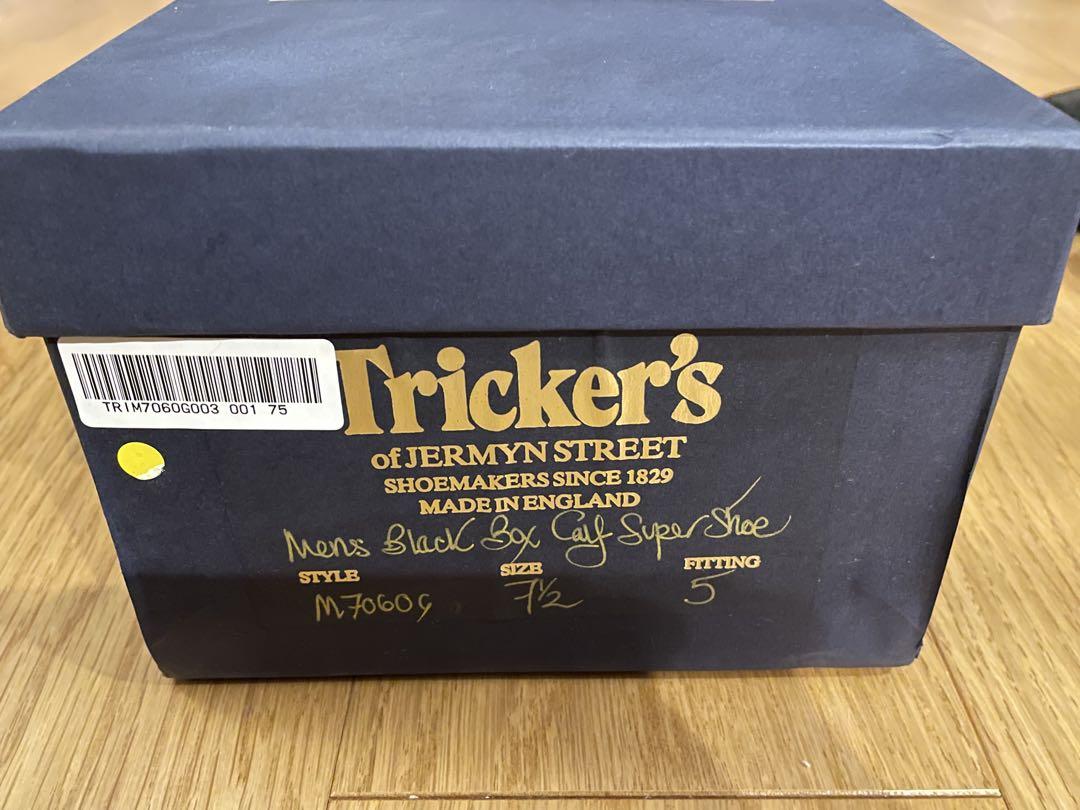 TRIM7060G003 001 75
Tricker's
of JERMYN STREET
SHOEMAKERS SINCE 1829
MADE IN ENGLAND
Mens Black Box Calf Super Shoe
STYLE SIZE FITTING
M7060G 7½ 5